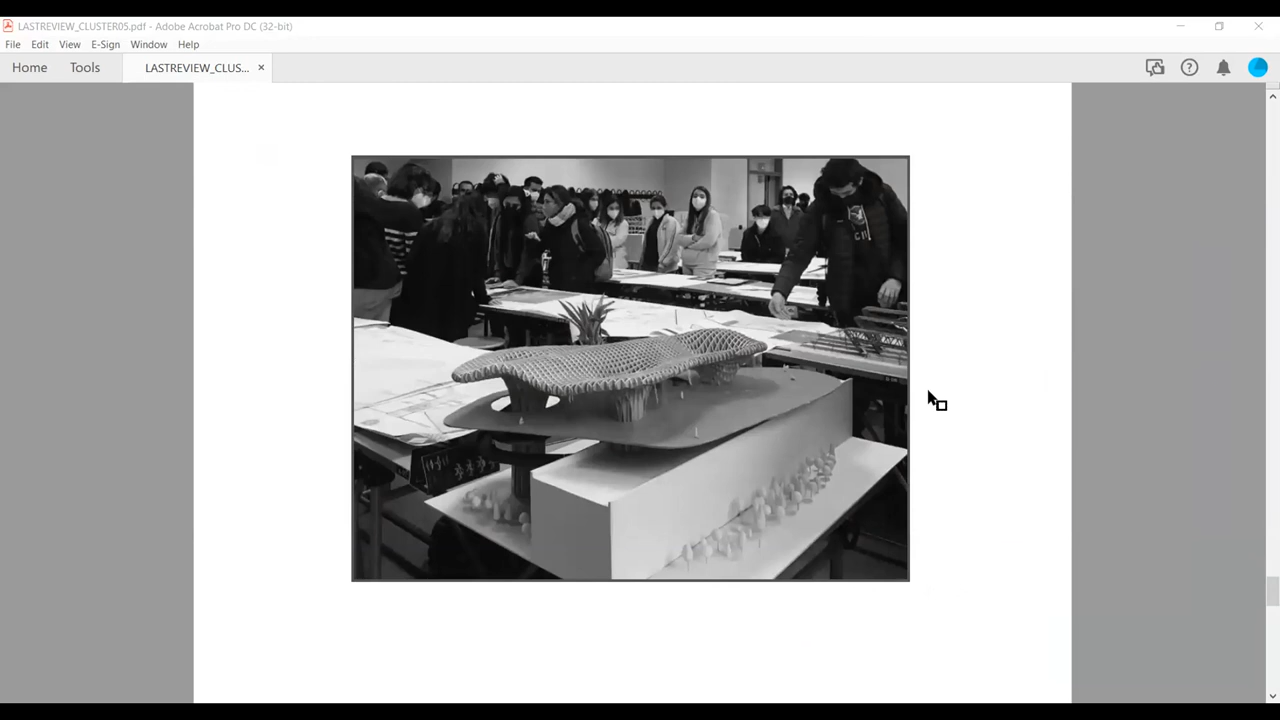 LASTREVIEW_CLUSTER05.pdf - Adobe Acrobat Pro DC (32-bit)
File Edit View E-Sign Window Help
Home Tools LASTREVIEW_CLUS... ×